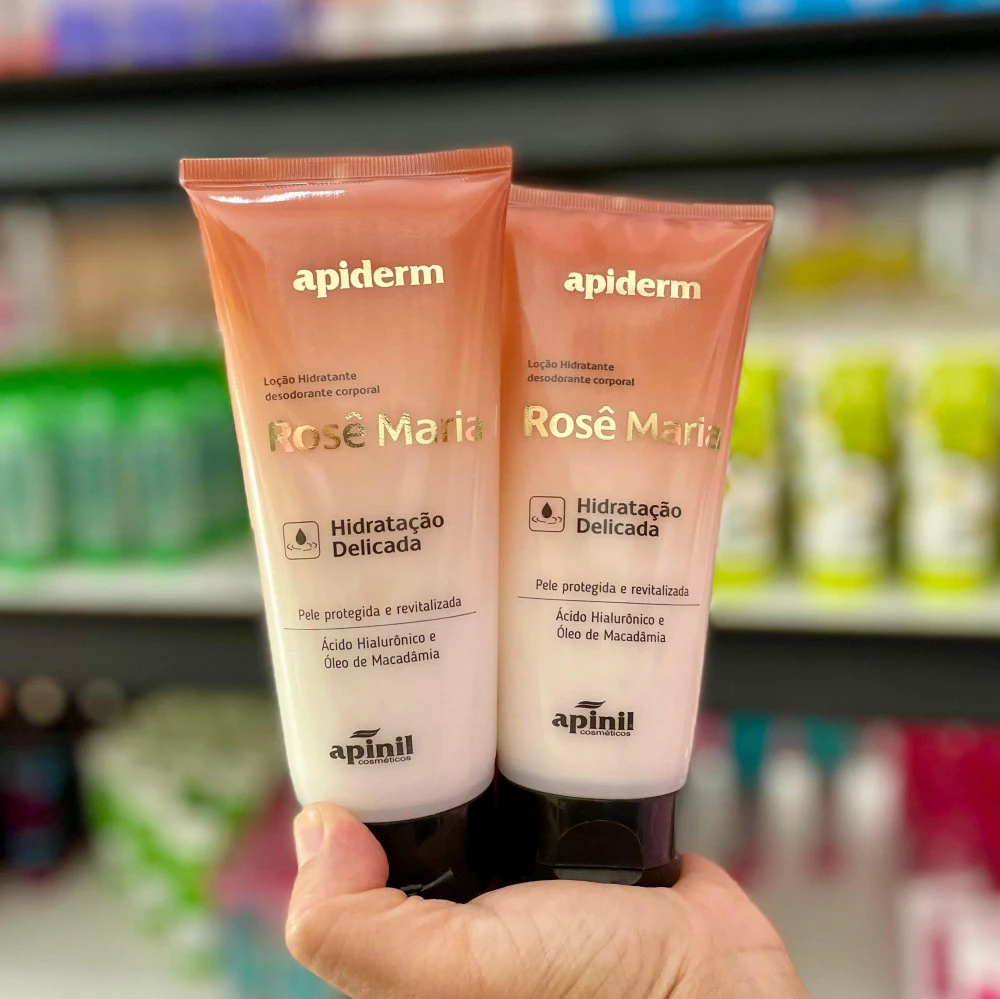 apiderm
Loção Hidratante
desodorante corporal
Rosê Maria
Hidratação
Delicada
Pele protegida e revitalizada
Ácido Hialurônico e
Óleo de Macadâmia
apinil
cosméticos
apiderm
Loção Hidratante
desodorante corporal
Rosê Maria
Hidratação
Delicada
Pele protegida e revitalizada
Ácido Hialurônico e
Óleo de Macadâmia
apinil
cosméticos